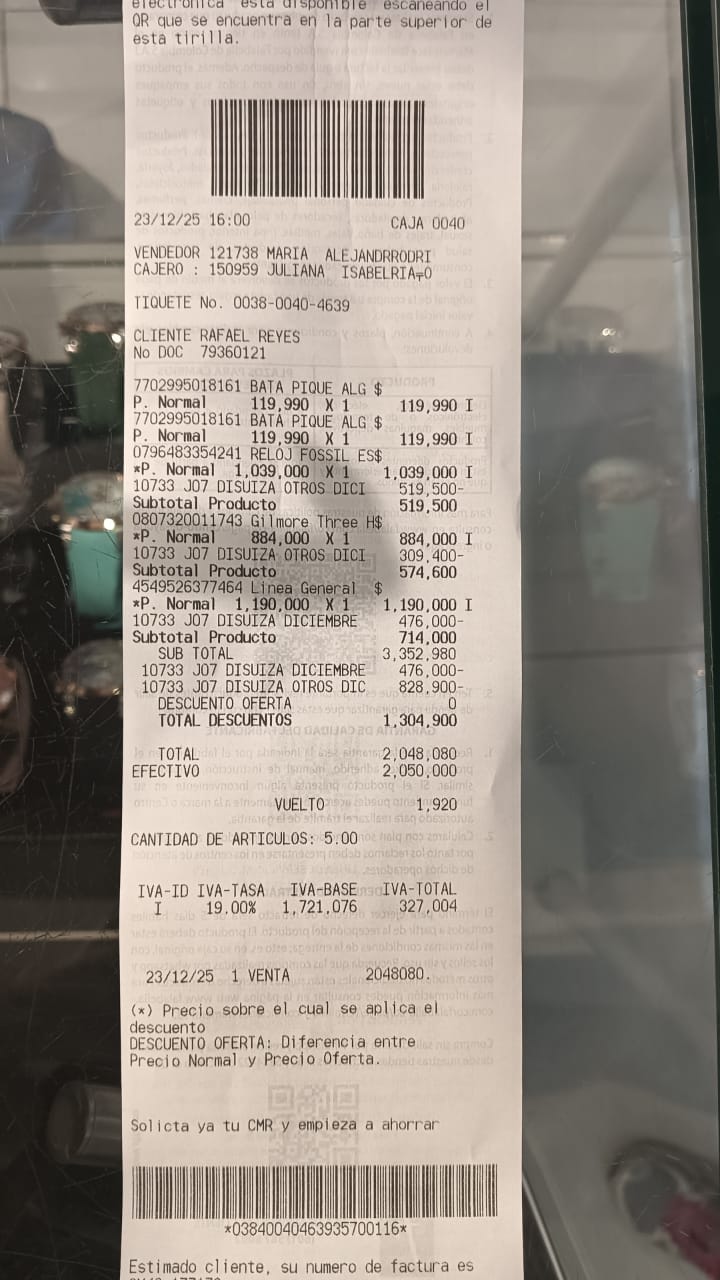 electrónica está disponible escaneando el
QR que se encuentra en la parte superior de
esta tirilla.
23/12/25 16:00 CAJA 0040
VENDEDOR 121738 MARIA ALEJANDRRODRI
CAJERO : 150959 JULIANA ISABELRIA¬O
TIQUETE No. 0038-0040-4639
CLIENTE RAFAEL REYES
No DOC 79360121
7702995018161 BATA PIQUE ALG $
P. Normal 119,990 X 1 119,990 I
7702995018161 BATA PIQUE ALG $
P. Normal 119,990 X 1 119,990 I
0796483354241 RELOJ FOSSIL ES$
*P. Normal 1,039,000 X 1 1,039,000 I
10733 J07 DISUIZA OTROS DICI 519,500-
Subtotal Producto 519,500
0807320011743 Gilmore Three H$
*P. Normal 884,000 X 1 884,000 I
10733 J07 DISUIZA OTROS DICI 309,400-
Subtotal Producto 574,600
4549526377464 Linea General $
*P. Normal 1,190,000 X 1 1,190,000 I
10733 J07 DISUIZA DICIEMBRE 476,000-
Subtotal Producto 714,000
SUB TOTAL 3,352,980
10733 J07 DISUIZA DICIEMBRE 476,000-
10733 J07 DISUIZA OTROS DIC 828,900-
DESCUENTO OFERTA 0
TOTAL DESCUENTOS 1,304,900
TOTAL 2,048,080
EFECTIVO 2,050,000
VUELTO 1,920
CANTIDAD DE ARTICULOS: 5.00
IVA-ID IVA-TASA IVA-BASE IVA-TOTAL
I 19.00% 1,721,076 327,004
23/12/25 1 VENTA 2048080.
(*) Precio sobre el cual se aplica el
descuento
DESCUENTO OFERTA: Diferencia entre
Precio Normal y Precio Oferta.
Solicta ya tu CMR y empieza a ahorrar
*03840040463935700116*
Estimado cliente, su numero de factura es